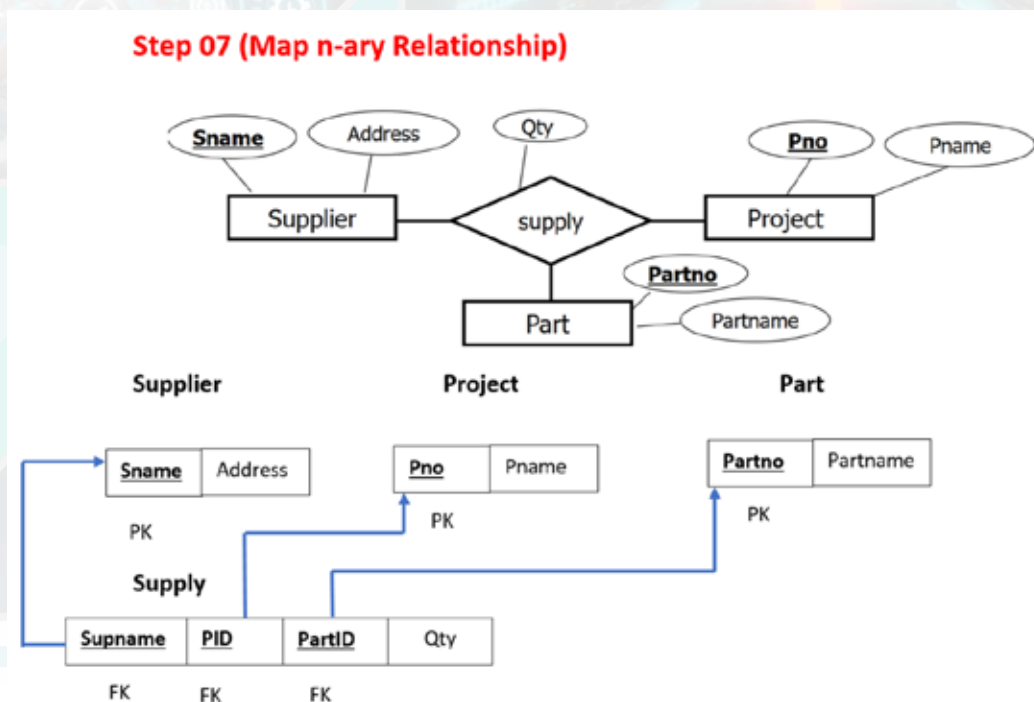 Step 07 (Map n-ary Relationship)
Sname
Address
Qty
Pno
Pname
Supplier
supply
Project
Partno
Part
Partname
Supplier Project Part
Sname Address
Pno Pname
Partno Partname
PK
PK
PK
Supply
Supname PID PartID Qty
FK FK FK